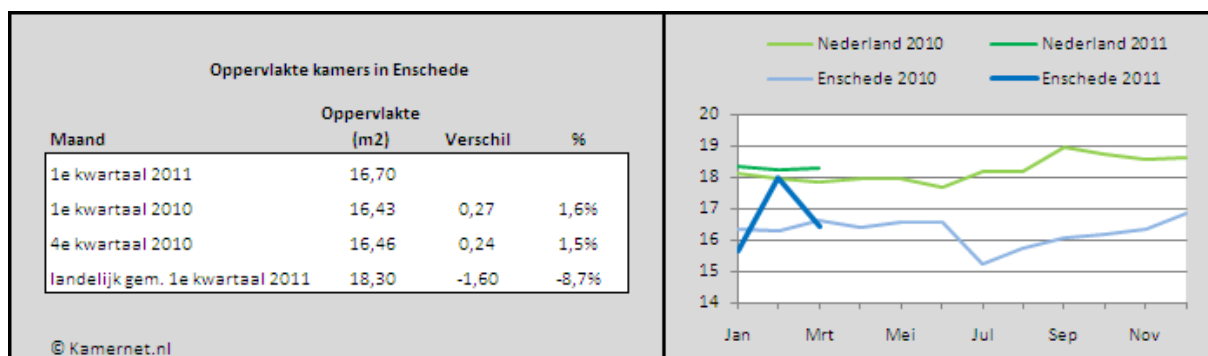 Oppervlakte kamers in Enschede
Oppervlakte
Maand (m2) Verschil %
1e kwartaal 2011 16,70
1e kwartaal 2010 16,43 0,27 1,6%
4e kwartaal 2010 16,46 0,24 1,5%
landelijk gem. 1e kwartaal 2011 18,30 -1,60 -8,7%
© Kamernet.nl
Nederland 2010 Nederland 2011
Enschede 2010 Enschede 2011
20
19
18
17
16
15
14
Jan Mrt Mei Jul Sep Nov